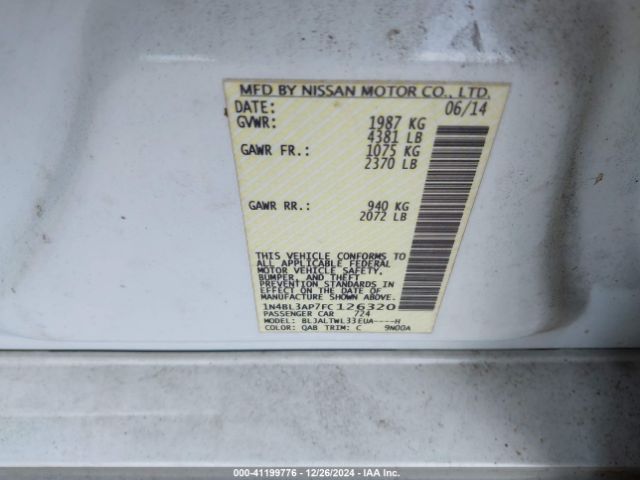 MFD BY NISSAN MOTOR CO., LTD.
DATE: 06/14
GVWR: 1987 KG
4381 LB
GAWR FR.: 1075 KG
2370 LB
GAWR RR.: 940 KG
2072 LB
THIS VEHICLE CONFORMS TO
ALL APPLICABLE FEDERAL
MOTOR VEHICLE SAFETY,
BUMPER, AND THEFT
PREVENTION STANDARDS IN
EFFECT ON THE DATE OF
MANUFACTURE SHOWN ABOVE.
1N4BL3AP7FC126320
PASSENGER CAR 724
MODEL: BLJALTWL33EUA----H
COLOR: QAB TRIM: C 9N00A
000-41199776 - 12/26/2024 - IAA Inc.